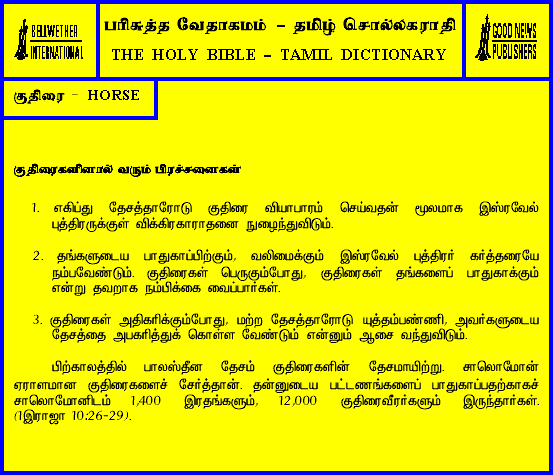 BELLWETHER
INTERNATIONAL
பரிசுத்த வேதாகமம் - தமிழ் சொல்லகராதி
THE HOLY BIBLE - TAMIL DICTIONARY
GOOD NEWS
PUBLISHERS
குதிரை - HORSE
குதிரைகளினால் வரும் பிரச்சனைகள்
1. எகிப்து தேசத்தாரோடு குதிரை வியாபாரம் செய்வதன் மூலமாக இஸ்ரவேல்
புத்திரருக்குள் விக்கிரகாராதனை நுழைந்துவிடும்.
2. தங்களுடைய பாதுகாப்பிற்கும், வலிமைக்கும் இஸ்ரவேல் புத்திரர் கர்த்தரையே
நம்பவேண்டும். குதிரைகள் பெருகும்போது, குதிரைகள் தங்களைப் பாதுகாக்கும்
என்று தவறாக நம்பிக்கை வைப்பார்கள்.
3. குதிரைகள் அதிகரிக்கும்போது, மற்ற தேசத்தாரோடு யுத்தம்பண்ணி, அவர்களுடைய
தேசத்தை அபகரித்துக் கொள்ள வேண்டும் என்னும் ஆசை வந்துவிடும்.
பிற்காலத்தில் பாலஸ்தீன தேசம் குதிரைகளின் தேசமாயிற்று. சாலொமோன்
ஏராளமான குதிரைகளைச் சேர்த்தான். தன்னுடைய பட்டணங்களைப் பாதுகாப்பதற்காகச்
சாலொமோனிடம் 1,400 இரதங்களும், 12,000 குதிரைவீரர்களும் இருந்தார்கள்.
(1இராஜா 10:26-29).